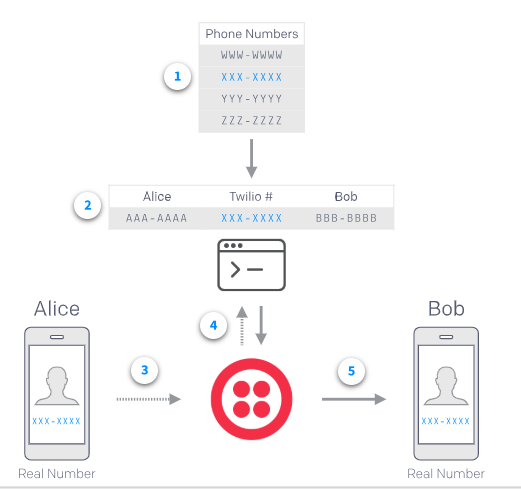 Phone Numbers
WWW-WWWW
1
XXX-XXXX
YYY-YYYY
ZZZ-ZZZZ
Alice Twilio # Bob
2
AAA-AAAA XXX-XXXX BBB-BBBB
Alice
Bob
4
3
5
XXX-XXXX
XXX-XXXX
Real Number
Real Number